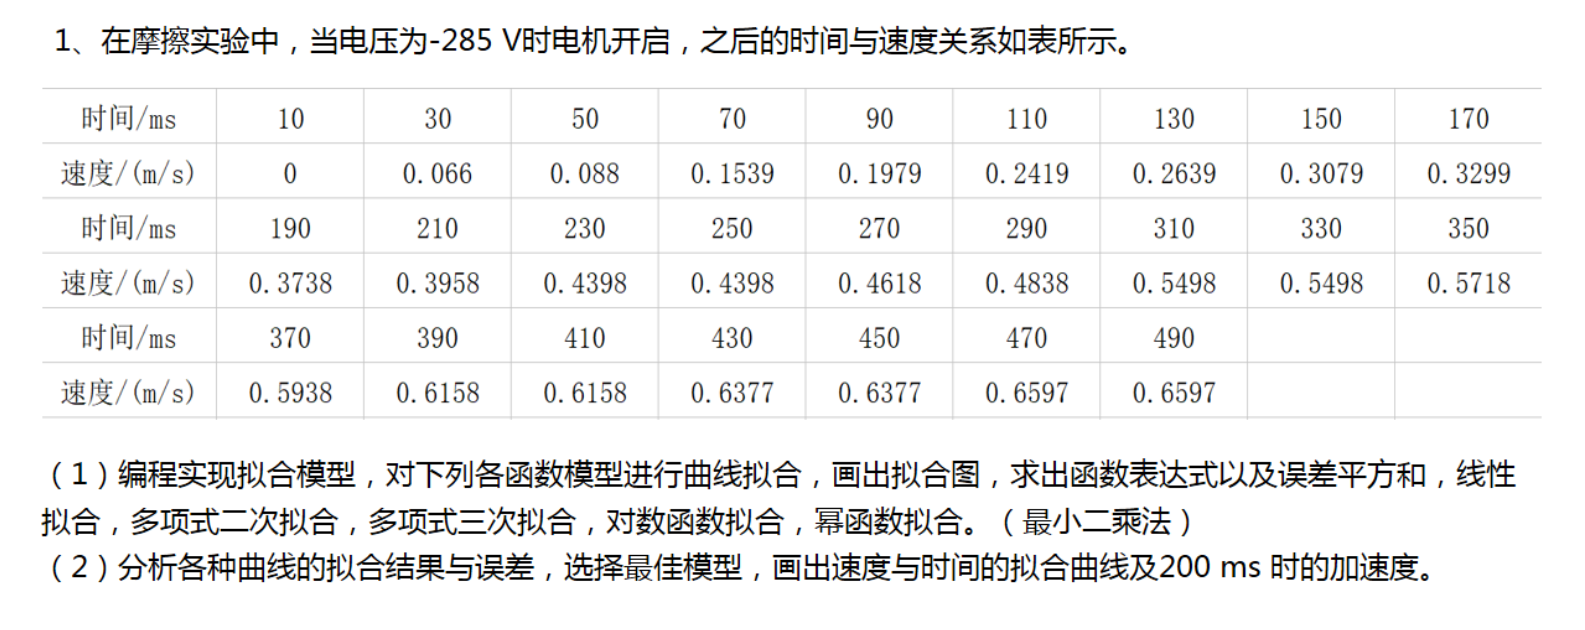 1、在摩擦实验中，当电压为-285 V时电机开启，之后的时间与速度关系如表所示。
时间/ms 10 30 50 70 90 110 130 150 170
速度/(m/s) 0 0.066 0.088 0.1539 0.1979 0.2419 0.2639 0.3079 0.3299
时间/ms 190 210 230 250 270 290 310 330 350
速度/(m/s) 0.3738 0.3958 0.4398 0.4398 0.4618 0.4838 0.5498 0.5498 0.5718
时间/ms 370 390 410 430 450 470 490
速度/(m/s) 0.5938 0.6158 0.6158 0.6377 0.6377 0.6597 0.6597
（1）编程实现拟合模型，对下列各函数模型进行曲线拟合，画出拟合图，求出函数表达式以及误差平方和，线性
拟合，多项式二次拟合，多项式三次拟合，对数函数拟合，幂函数拟合。（最小二乘法）
（2）分析各种曲线的拟合结果与误差，选择最佳模型，画出速度与时间的拟合曲线及200 ms 时的加速度。